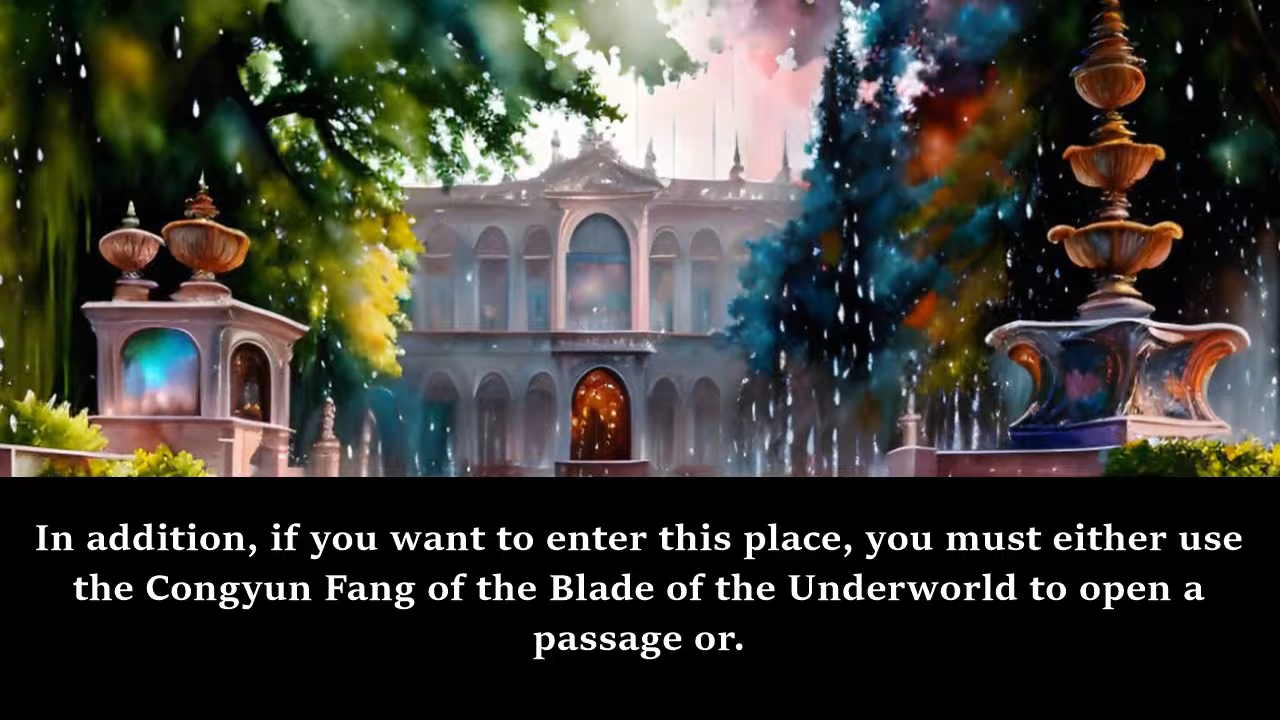 In addition, if you want to enter this place, you must either use
the Congyun Fang of the Blade of the Underworld to open a
passage or.